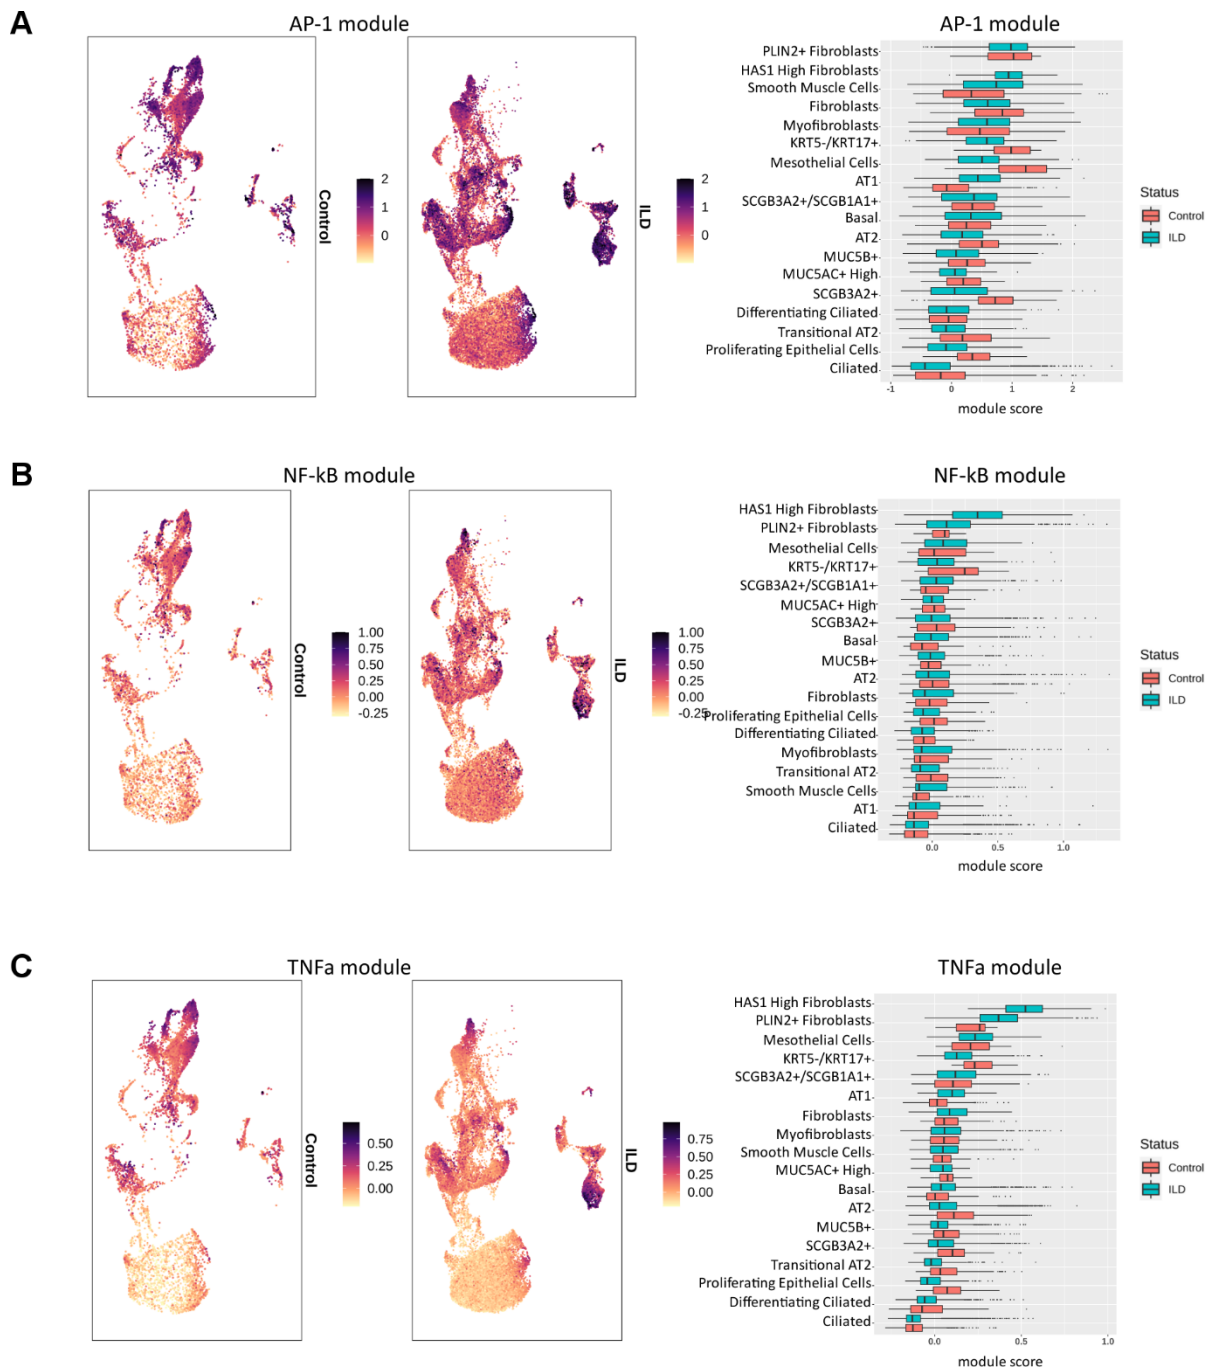 A
AP-1 module
AP-1 module
Control
2
1
0
ILD
2
1
0
PLIN2+ Fibroblasts
HAS1 High Fibroblasts
Smooth Muscle Cells
Fibroblasts
Myofibroblasts
KRT5-/KRT17+
Mesothelial Cells
AT1
SCGB3A2+/SCGB1A1+
Basal
AT2
MUC5B+
MUC5AC+ High
SCGB3A2+
Differentiating Ciliated
Transitional AT2
Proliferating Epithelial Cells
Ciliated
-1 0 1 2
module score
Status
Control
ILD
B
NF-kB module
NF-kB module
Control
1.00
0.75
0.50
0.25
0.00
-0.25
ILD
1.00
0.75
0.50
0.25
0.00
-0.25
HAS1 High Fibroblasts
PLIN2+ Fibroblasts
Mesothelial Cells
KRT5-/KRT17+
SCGB3A2+/SCGB1A1+
MUC5AC+ High
SCGB3A2+
Basal
MUC5B+
AT2
Fibroblasts
Proliferating Epithelial Cells
Differentiating Ciliated
Myofibroblasts
Transitional AT2
Smooth Muscle Cells
AT1
Ciliated
0.0 0.5 1.0
module score
Status
Control
ILD
C
TNFa module
TNFa module
Control
0.50
0.25
0.00
ILD
0.75
0.50
0.25
0.00
HAS1 High Fibroblasts
PLIN2+ Fibroblasts
Mesothelial Cells
KRT5-/KRT17+
SCGB3A2+/SCGB1A1+
AT1
Fibroblasts
Myofibroblasts
Smooth Muscle Cells
MUC5AC+ High
Basal
AT2
MUC5B+
SCGB3A2+
Transitional AT2
Proliferating Epithelial Cells
Differentiating Ciliated
Ciliated
0.0 0.5 1.0
module score
Status
Control
ILD